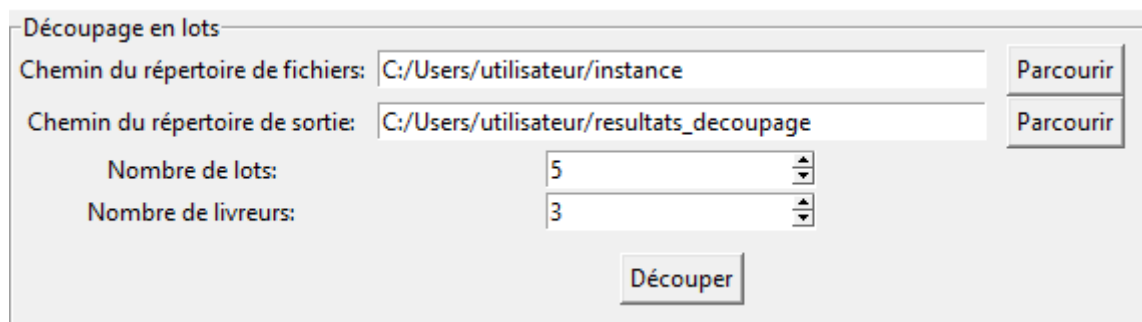 Découpage en lots
Chemin du répertoire de fichiers: C:/Users/utilisateur/instance Parcourir
Chemin du répertoire de sortie: C:/Users/utilisateur/resultats_decoupage Parcourir
Nombre de lots: 5
Nombre de livreurs: 3
Découper